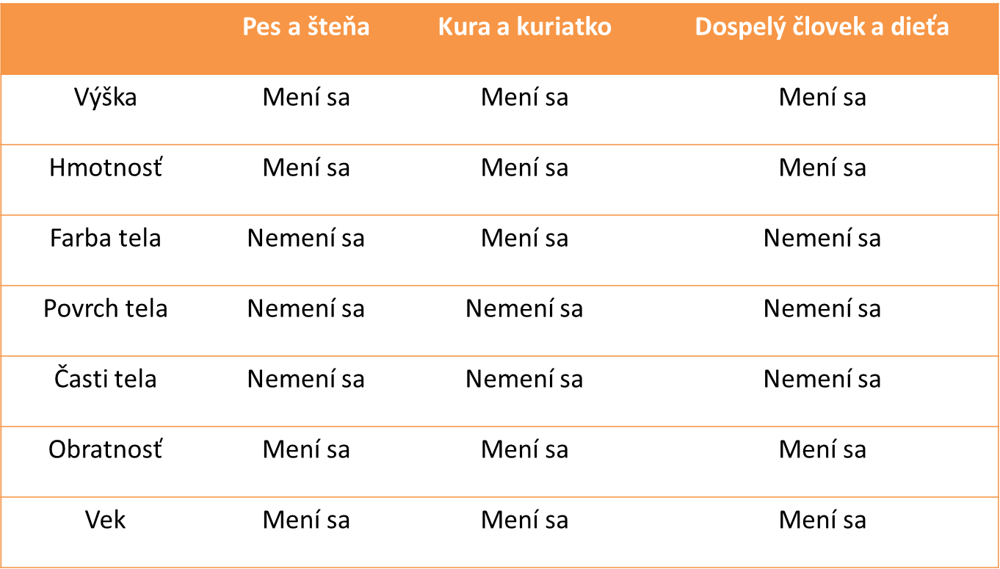 Pes a šteňa Kura a kuriatko Dospelý človek a dieťa
Výška Mení sa Mení sa Mení sa
Hmotnosť Mení sa Mení sa Mení sa
Farba tela Nemení sa Mení sa Nemení sa
Povrch tela Nemení sa Nemení sa Nemení sa
Časti tela Nemení sa Nemení sa Nemení sa
Obratnosť Mení sa Mení sa Mení sa
Vek Mení sa Mení sa Mení sa